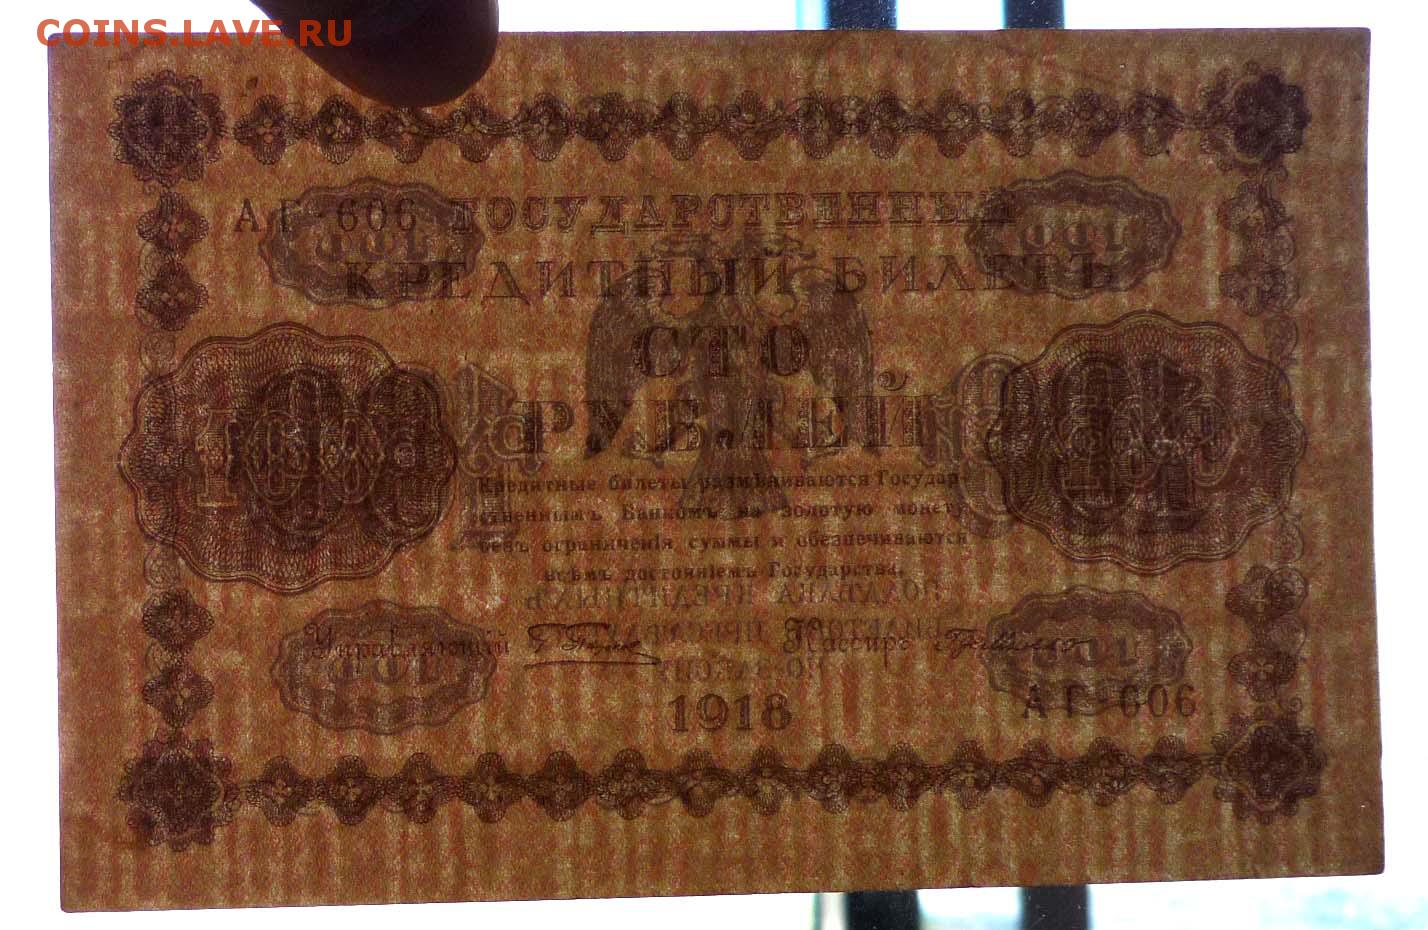 COINS.LAVE.RU
АГ-606 ГОСУДАРСТВЕННЫЙ
КРЕДИТНЫЙ БИЛЕТЪ
СТО
РУБЛЕЙ
100
Кредитные билеты размѣниваются Государ-
ственнымъ Банкомъ на золотую монету
безъ ограниченія суммы и обезпечиваются
всѣмъ достояніемъ Государства.
Управляющій Кассиръ
1918
АГ-606